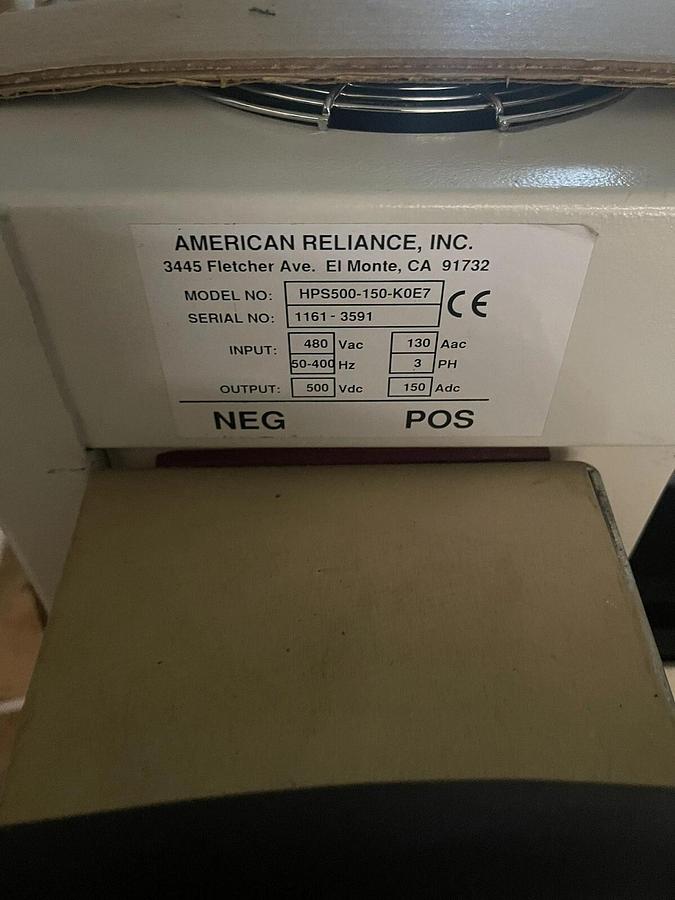 AMERICAN RELIANCE, INC.
3445 Fletcher Ave. El Monte, CA 91732
MODEL NO: HPS500-150-K0E7 CE
SERIAL NO: 1161 - 3591
INPUT: 480 Vac 130 Aac
50-400 Hz 3 PH
OUTPUT: 500 Vdc 150 Adc
NEG POS